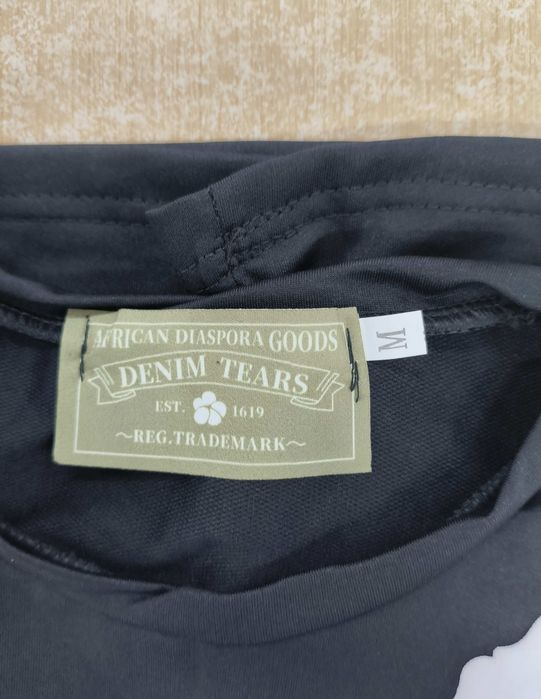 AFRICAN DIASPORA GOODS
DENIM TEARS
EST. 1619
~REG.TRADEMARK~
M